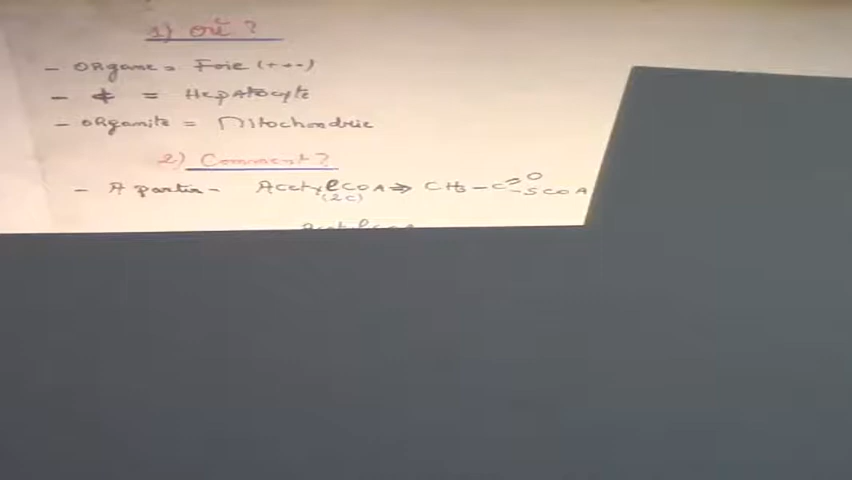 1) où ?
- Organe = Foie (+++)
- ¢ = Hepatocyte
- Organite = Mitochondrie
2) Comment ?
- A partir - AcetylCOA ⇒ CH3 - C = O - SCOA
(2C)